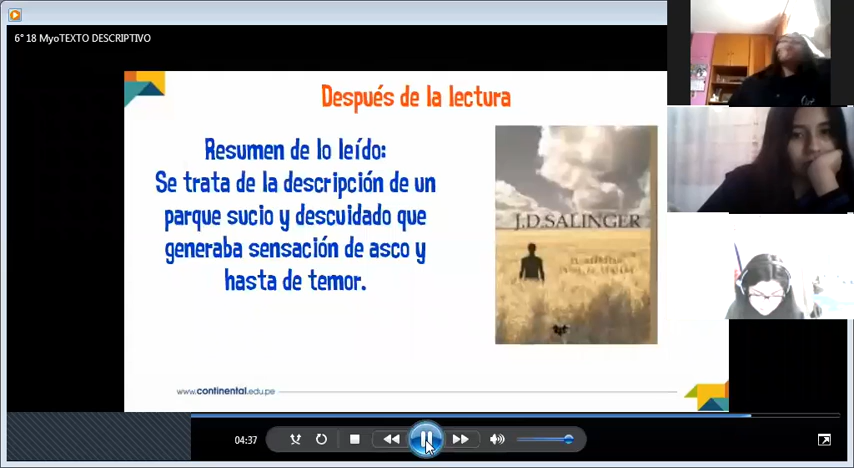 6° 18 MyoTEXTO DESCRIPTIVO
Después de la lectura
Resumen de lo leído:
Se trata de la descripción de un
parque sucio y descuidado que
generaba sensación de asco y
hasta de temor.
J.D.SALINGER
www.continental.edu.pe
04:37